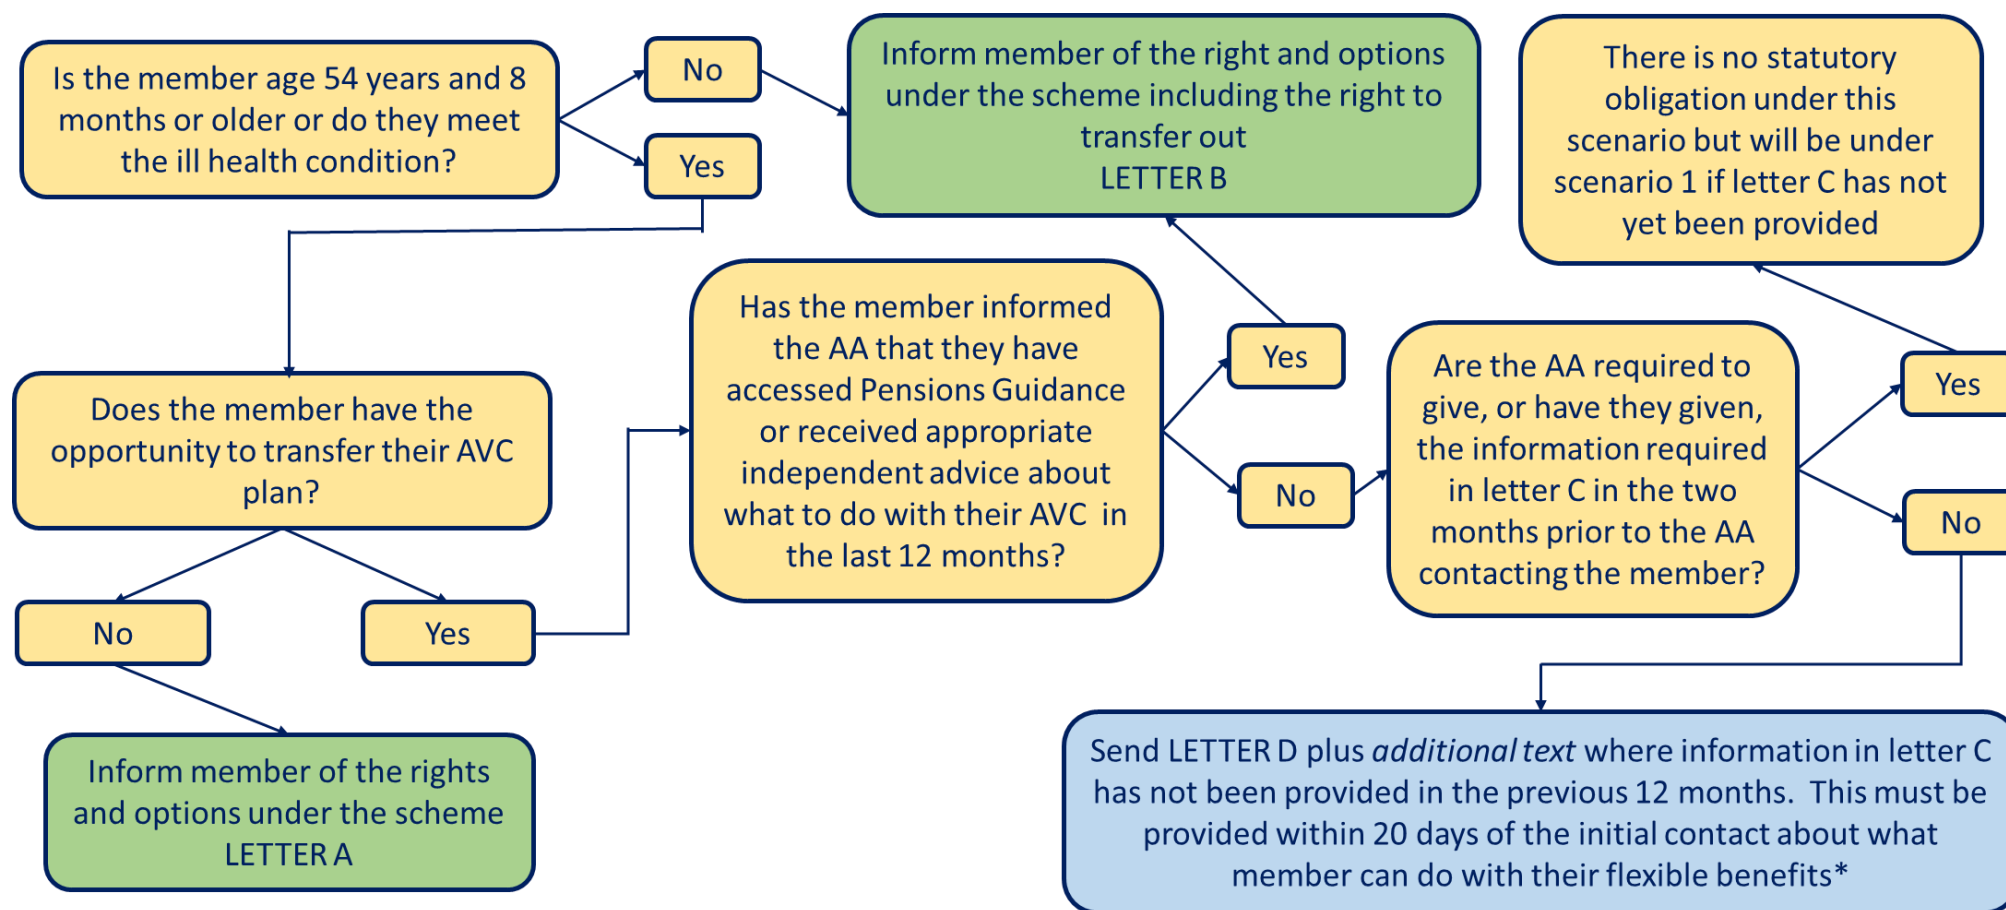 Is the member age 54 years and 8
months or older or do they meet
the ill health condition?
No
Yes
Inform member of the right and options
under the scheme including the right to
transfer out
LETTER B
There is no statutory
obligation under this
scenario but will be under
scenario 1 if letter C has not
yet been provided
Does the member have the
opportunity to transfer their AVC
plan?
No
Yes
Has the member informed
the AA that they have
accessed Pensions Guidance
or received appropriate
independent advice about
what to do with their AVC in
the last 12 months?
Yes
No
Are the AA required to
give, or have they given,
the information required
in letter C in the two
months prior to the AA
contacting the member?
Yes
No
Inform member of the rights
and options under the scheme
LETTER A
Send LETTER D plus additional text where information in letter C
has not been provided in the previous 12 months. This must be
provided within 20 days of the initial contact about what
member can do with their flexible benefits*